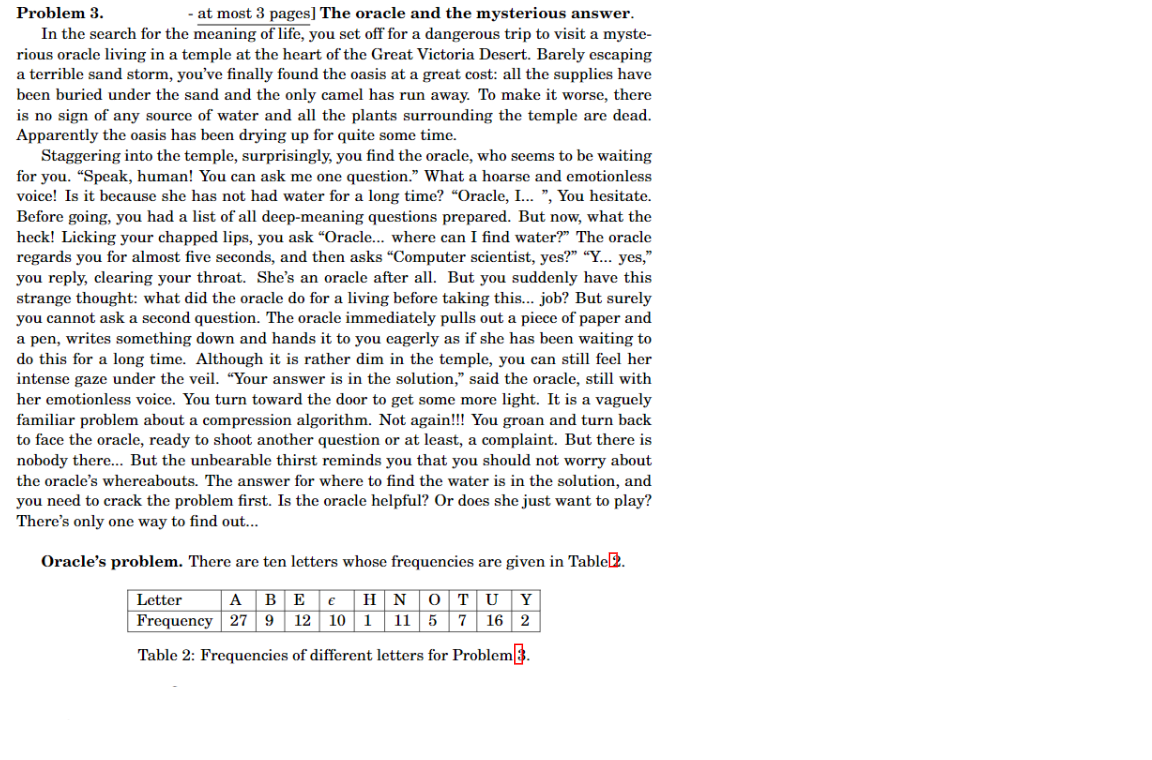 Problem 3. - at most 3 pages] The oracle and the mysterious answer.
In the search for the meaning of life, you set off for a dangerous trip to visit a myste-
rious oracle living in a temple at the heart of the Great Victoria Desert. Barely escaping
a terrible sand storm, you've finally found the oasis at a great cost: all the supplies have
been buried under the sand and the only camel has run away. To make it worse, there
is no sign of any source of water and all the plants surrounding the temple are dead.
Apparently the oasis has been drying up for quite some time.
Staggering into the temple, surprisingly, you find the oracle, who seems to be waiting
for you. “Speak, human! You can ask me one question.” What a hoarse and emotionless
voice! Is it because she has not had water for a long time? “Oracle, I... ”, You hesitate.
Before going, you had a list of all deep-meaning questions prepared. But now, what the
heck! Licking your chapped lips, you ask “Oracle... where can I find water?” The oracle
regards you for almost five seconds, and then asks “Computer scientist, yes?” “Y... yes,”
you reply, clearing your throat. She's an oracle after all. But you suddenly have this
strange thought: what did the oracle do for a living before taking this... job? But surely
you cannot ask a second question. The oracle immediately pulls out a piece of paper and
a pen, writes something down and hands it to you eagerly as if she has been waiting to
do this for a long time. Although it is rather dim in the temple, you can still feel her
intense gaze under the veil. “Your answer is in the solution,” said the oracle, still with
her emotionless voice. You turn toward the door to get some more light. It is a vaguely
familiar problem about a compression algorithm. Not again!!! You groan and turn back
to face the oracle, ready to shoot another question or at least, a complaint. But there is
nobody there... But the unbearable thirst reminds you that you should not worry about
the oracle's whereabouts. The answer for where to find the water is in the solution, and
you need to crack the problem first. Is the oracle helpful? Or does she just want to play?
There's only one way to find out...
Oracle's problem. There are ten letters whose frequencies are given in Table 2.
Letter A B E ϵ H N O T U Y
Frequency 27 9 12 10 1 11 5 7 16 2
Table 2: Frequencies of different letters for Problem 3.